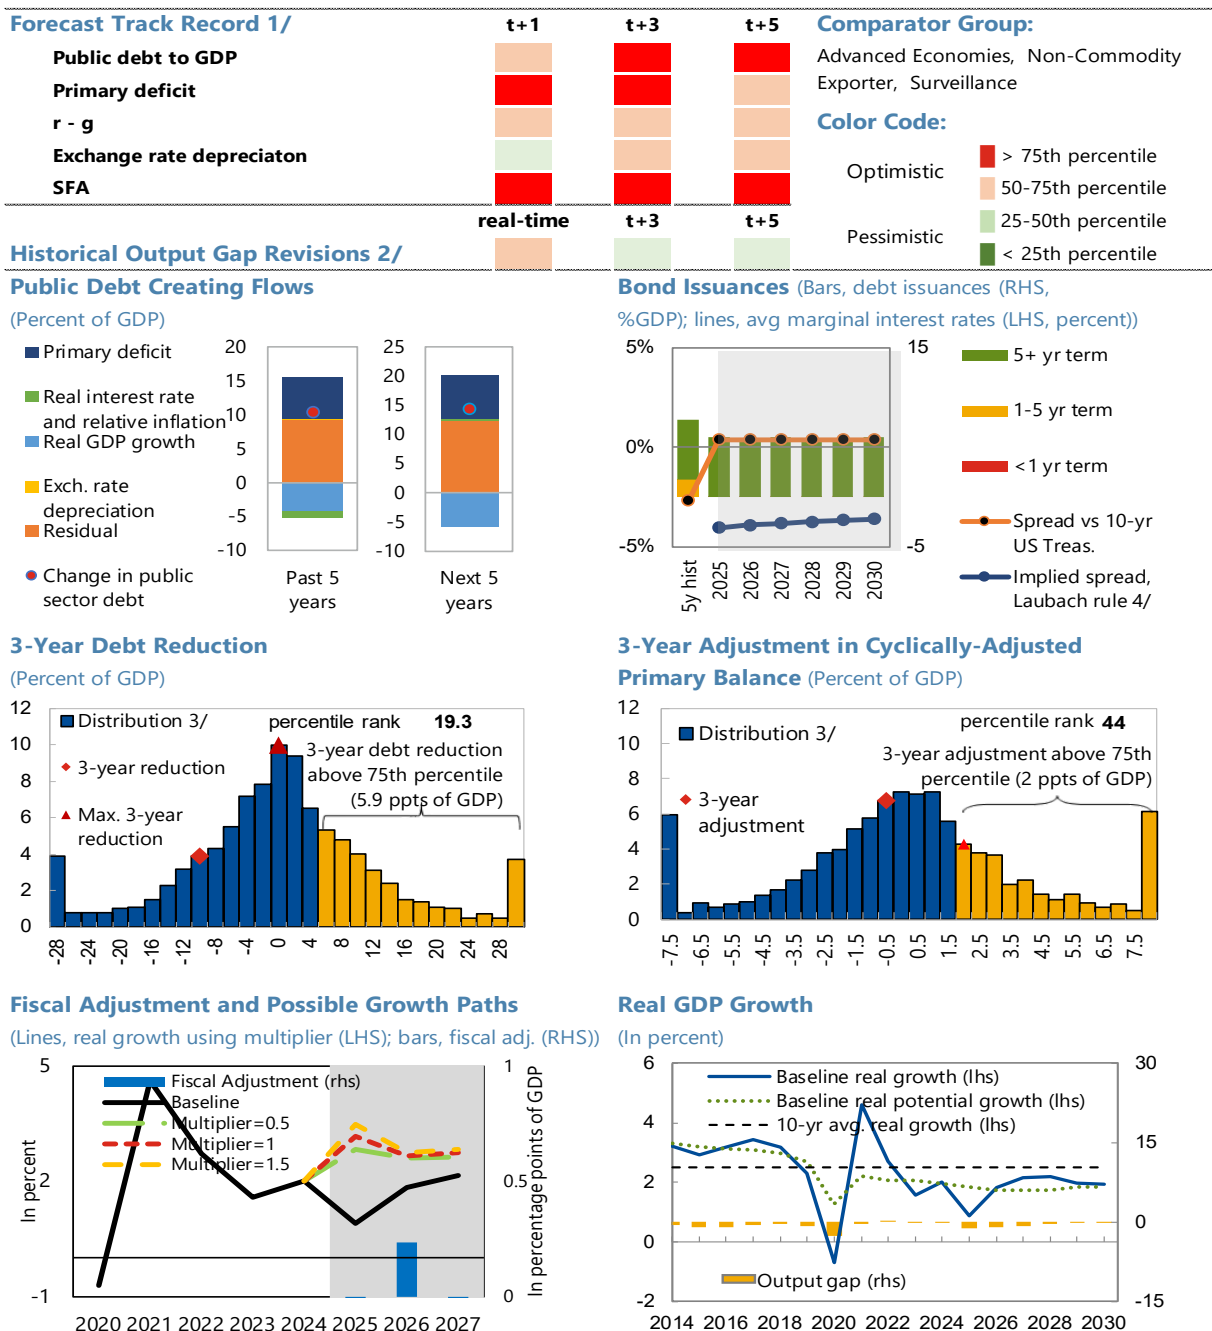 Forecast Track Record 1/ t+1 t+3 t+5 Comparator Group:
Public debt to GDP
Advanced Economies, Non-Commodity
Exporter, Surveillance
Primary deficit
r - g
Color Code:
Exchange rate depreciaton
SFA
Optimistic
> 75th percentile
50-75th percentile
Pessimistic
25-50th percentile
< 25th percentile
real-time t+3 t+5
Historical Output Gap Revisions 2/
Public Debt Creating Flows
(Percent of GDP)
Primary deficit
Real interest rate
and relative inflation
Real GDP growth
Exch. rate
depreciation
Residual
Change in public
sector debt
20
15
10
5
0
-5
-10
Past 5
years
25
20
15
10
5
0
-5
-10
Next 5
years
Bond Issuances (Bars, debt issuances (RHS,
%GDP); lines, avg marginal interest rates (LHS, percent))
5%
0%
-5%
15
-5
5y hist
2025
2026
2027
2028
2029
2030
5+ yr term
1-5 yr term
<1 yr term
Spread vs 10-yr
US Treas.
Implied spread,
Laubach rule 4/
3-Year Debt Reduction
(Percent of GDP)
12
10
8
6
4
2
0
Distribution 3/
3-year reduction
Max. 3-year
reduction
percentile rank 19.3
3-year debt reduction
above 75th percentile
(5.9 ppts of GDP)
-28
-24
-20
-16
-12
-8
-4
0
4
8
12
16
20
24
28
3-Year Adjustment in Cyclically-Adjusted
Primary Balance (Percent of GDP)
12
10
8
6
4
2
0
Distribution 3/
3-year
adjustment
percentile rank 44
3-year adjustment above 75th
percentile (2 ppts of GDP)
-7.5
-6.5
-5.5
-4.5
-3.5
-2.5
-1.5
-0.5
0.5
1.5
2.5
3.5
4.5
5.5
6.5
7.5
Fiscal Adjustment and Possible Growth Paths
(Lines, real growth using multiplier (LHS); bars, fiscal adj. (RHS))
In percent
5
2
-1
Fiscal Adjustment (rhs)
Baseline
Multiplier=0.5
Multiplier=1
Multiplier=1.5
1
0.5
0
In percentage points of GDP
2020 2021 2022 2023 2024 2025 2026 2027
Real GDP Growth
(In percent)
6
4
2
0
-2
Baseline real growth (lhs)
Baseline real potential growth (lhs)
10-yr avg. real growth (lhs)
Output gap (rhs)
30
15
0
-15
2014 2016 2018 2020 2022 2024 2026 2028 2030